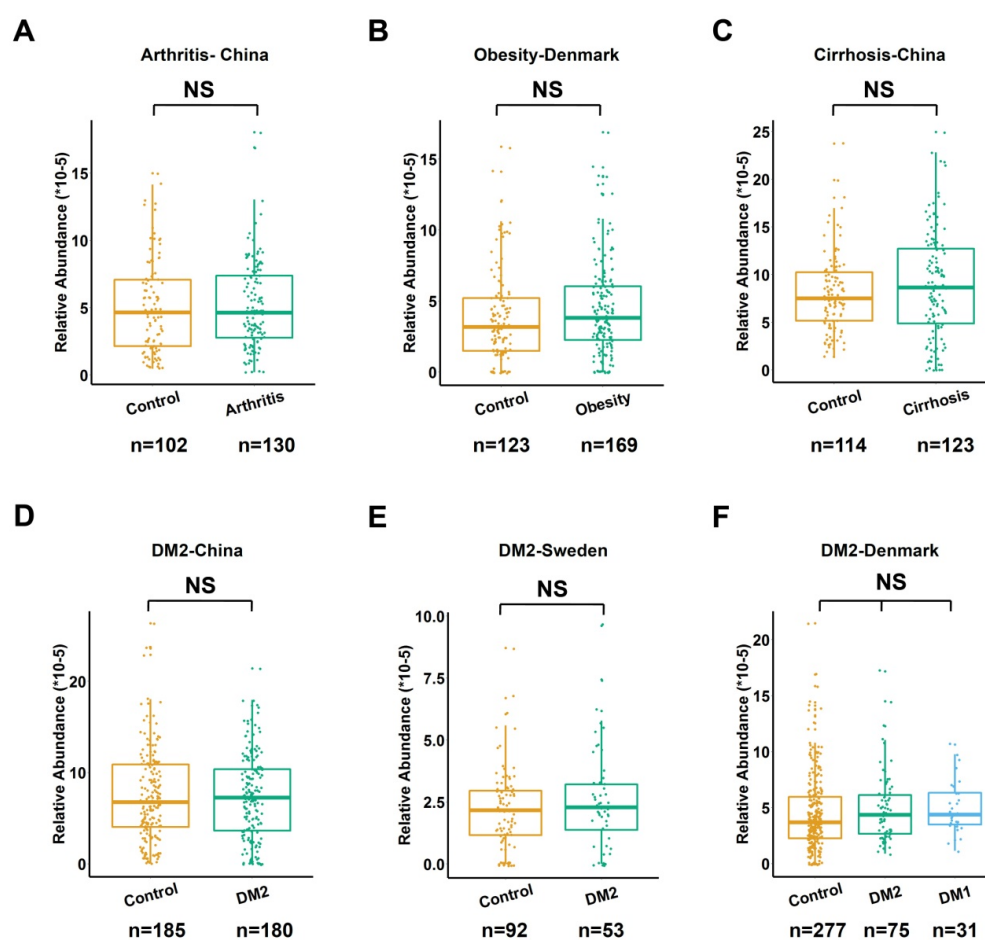 A B C
Arthritis- China Obesity-Denmark Cirrhosis-China
NS NS NS
Relative Abundance (*10-5) Relative Abundance (*10-5) Relative Abundance (*10-5)
15 15 25
10 10 20
5 5 15
0 0 10
5
0
Control Arthritis Control Obesity Control Cirrhosis
n=102 n=130 n=123 n=169 n=114 n=123
D E F
DM2-China DM2-Sweden DM2-Denmark
NS NS NS
Relative Abundance (*10-5) Relative Abundance (*10-5) Relative Abundance (*10-5)
20 10.0 20
10 7.5 15
0 5.0 10
2.5 5
0.0 0
Control DM2 Control DM2 Control DM2 DM1
n=185 n=180 n=92 n=53 n=277 n=75 n=31